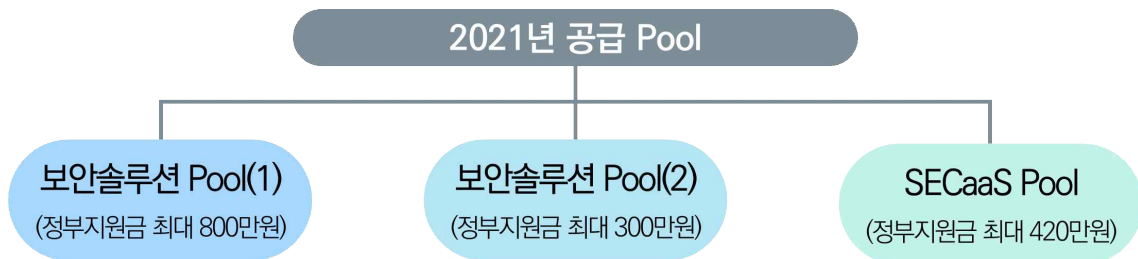 2021년 공급 Pool
보안솔루션 Pool(1)
(정부지원금 최대 800만원)
보안솔루션 Pool(2)
(정부지원금 최대 300만원)
SECaaS Pool
(정부지원금 최대 420만원)